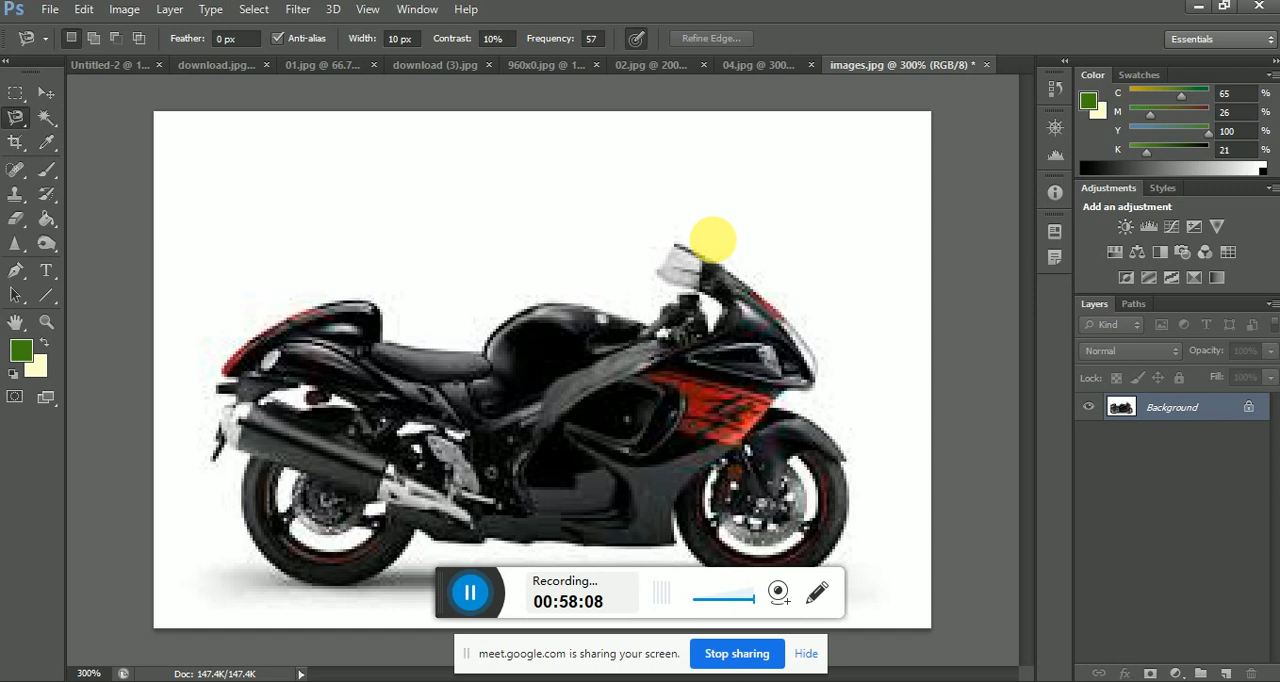 Ps File Edit Image Layer Type Select Filter 3D View Window Help
Feather: 0 px Anti-alias Width: 10 px Contrast: 10% Frequency: 57 Refine Edge... Essentials
Untitled-2 @ 1... × download.jpg... × 01.jpg @ 66.7... × download (3).jpg × 960x0.jpg @ 1... × 02.jpg @ 200... × 04.jpg @ 300... × images.jpg @ 300% (RGB/8) * ×
Color Swatches
C 65 %
M 26 %
Y 100 %
K 21 %
Adjustments Styles
Add an adjustment
Layers Paths
Kind
Normal Opacity: 100%
Lock: Fill: 100%
Background
Recording...
00:58:08
meet.google.com is sharing your screen. Stop sharing Hide
300% Doc: 147.4K/147.4K